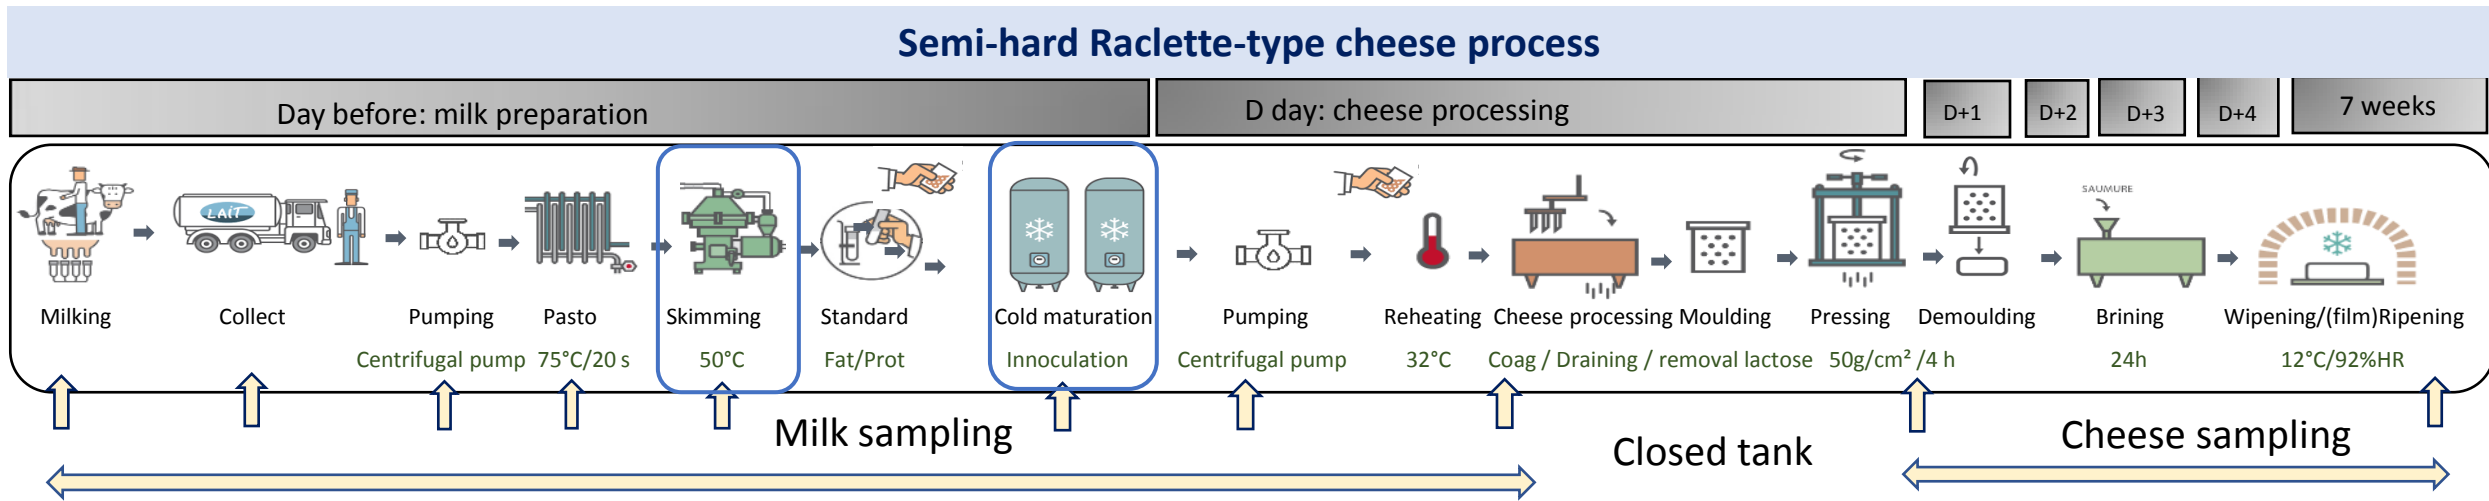 Semi-hard Raclette-type cheese process
Day before: milk preparation
D day: cheese processing
D+1
D+2
D+3
D+4
7 weeks
LAiT
SAUMURE
Milking
Collect
Pumping
Pasto
Skimming
Standard
Cold maturation
Pumping
Reheating
Cheese processing
Moulding
Pressing
Demoulding
Brining
Wipening/(film)Ripening
Centrifugal pump
75°C/20 s
50°C
Fat/Prot
Innoculation
Centrifugal pump
32°C
Coag / Draining / removal lactose
50g/cm² /4 h
24h
12°C/92%HR
Milk sampling
Closed tank
Cheese sampling